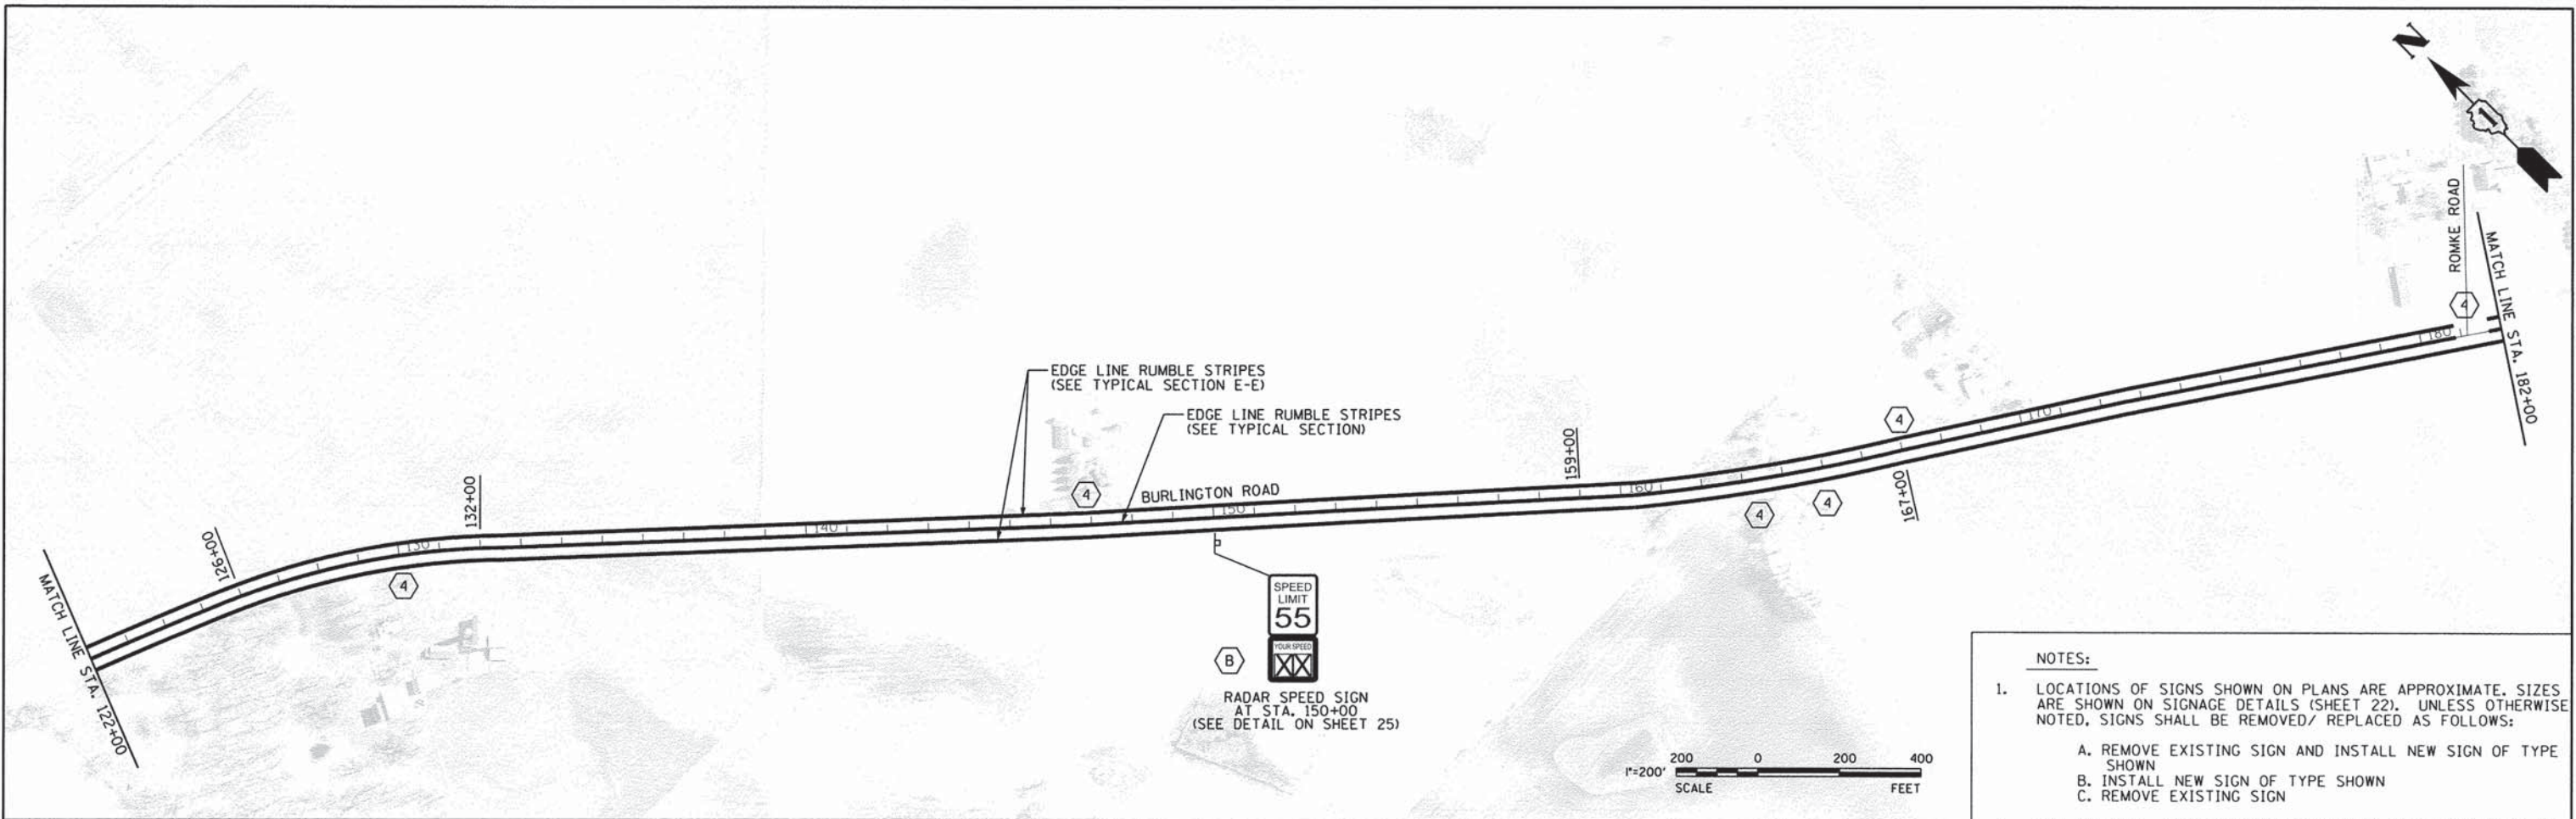 N
1
ROMKE ROAD
MATCH LINE STA. 182+00
4
180
EDGE LINE RUMBLE STRIPES
(SEE TYPICAL SECTION E-E)
EDGE LINE RUMBLE STRIPES
(SEE TYPICAL SECTION)
4
170
159+00
167+00
BURLINGTON ROAD
4
160
4
4
150
140
132+00
130
126+00
4
MATCH LINE STA. 122+00
SPEED
LIMIT
55
YOUR SPEED
XX
B
RADAR SPEED SIGN
AT STA. 150+00
(SEE DETAIL ON SHEET 25)
200 0 200 400
1"=200'
SCALE FEET
NOTES:
1. LOCATIONS OF SIGNS SHOWN ON PLANS ARE APPROXIMATE. SIZES
ARE SHOWN ON SIGNAGE DETAILS (SHEET 22). UNLESS OTHERWISE
NOTED, SIGNS SHALL BE REMOVED/ REPLACED AS FOLLOWS:
A. REMOVE EXISTING SIGN AND INSTALL NEW SIGN OF TYPE
SHOWN
B. INSTALL NEW SIGN OF TYPE SHOWN
C. REMOVE EXISTING SIGN